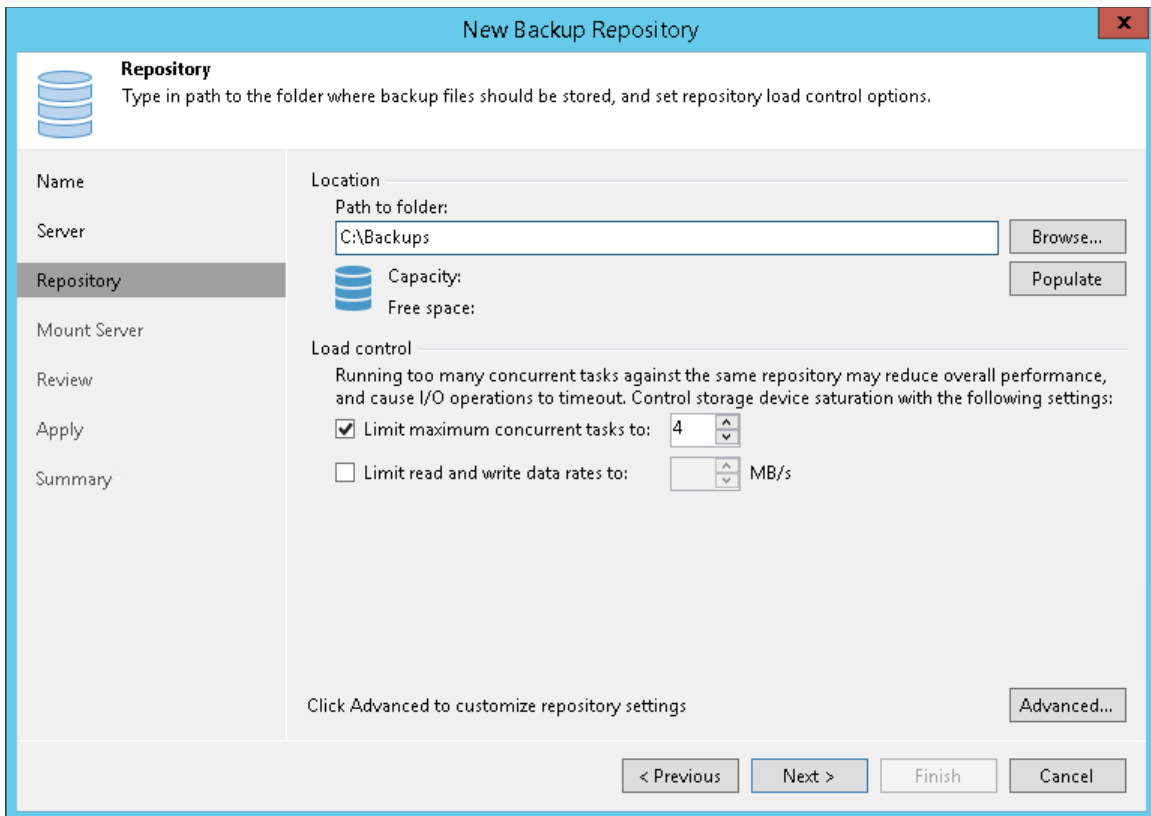 New Backup Repository
x
Repository
Type in path to the folder where backup files should be stored, and set repository load control options.
Name
Server
Repository
Mount Server
Review
Apply
Summary
Location
Path to folder:
C:\Backups
Browse...
Capacity:
Populate
Free space:
Load control
Running too many concurrent tasks against the same repository may reduce overall performance,
and cause I/O operations to timeout. Control storage device saturation with the following settings:
Limit maximum concurrent tasks to: 4
Limit read and write data rates to: MB/s
Click Advanced to customize repository settings
Advanced...
< Previous
Next >
Finish
Cancel